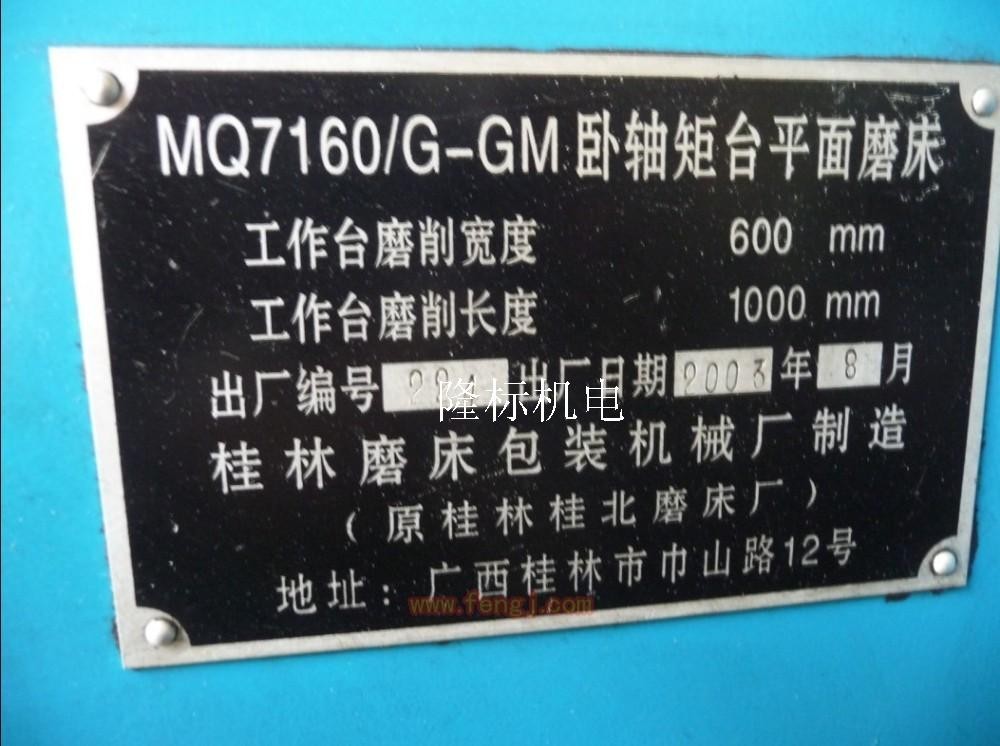 MQ7160/G-GM 卧轴矩台平面磨床
工作台磨削宽度 600 mm
工作台磨削长度 1000 mm
出厂编号 出厂日期 2003 年 8 月
隆标机电
桂林磨床包装机械厂制造
(原桂林桂北磨床厂)
地址:广西桂林市巾山路12号
www.fengj.com